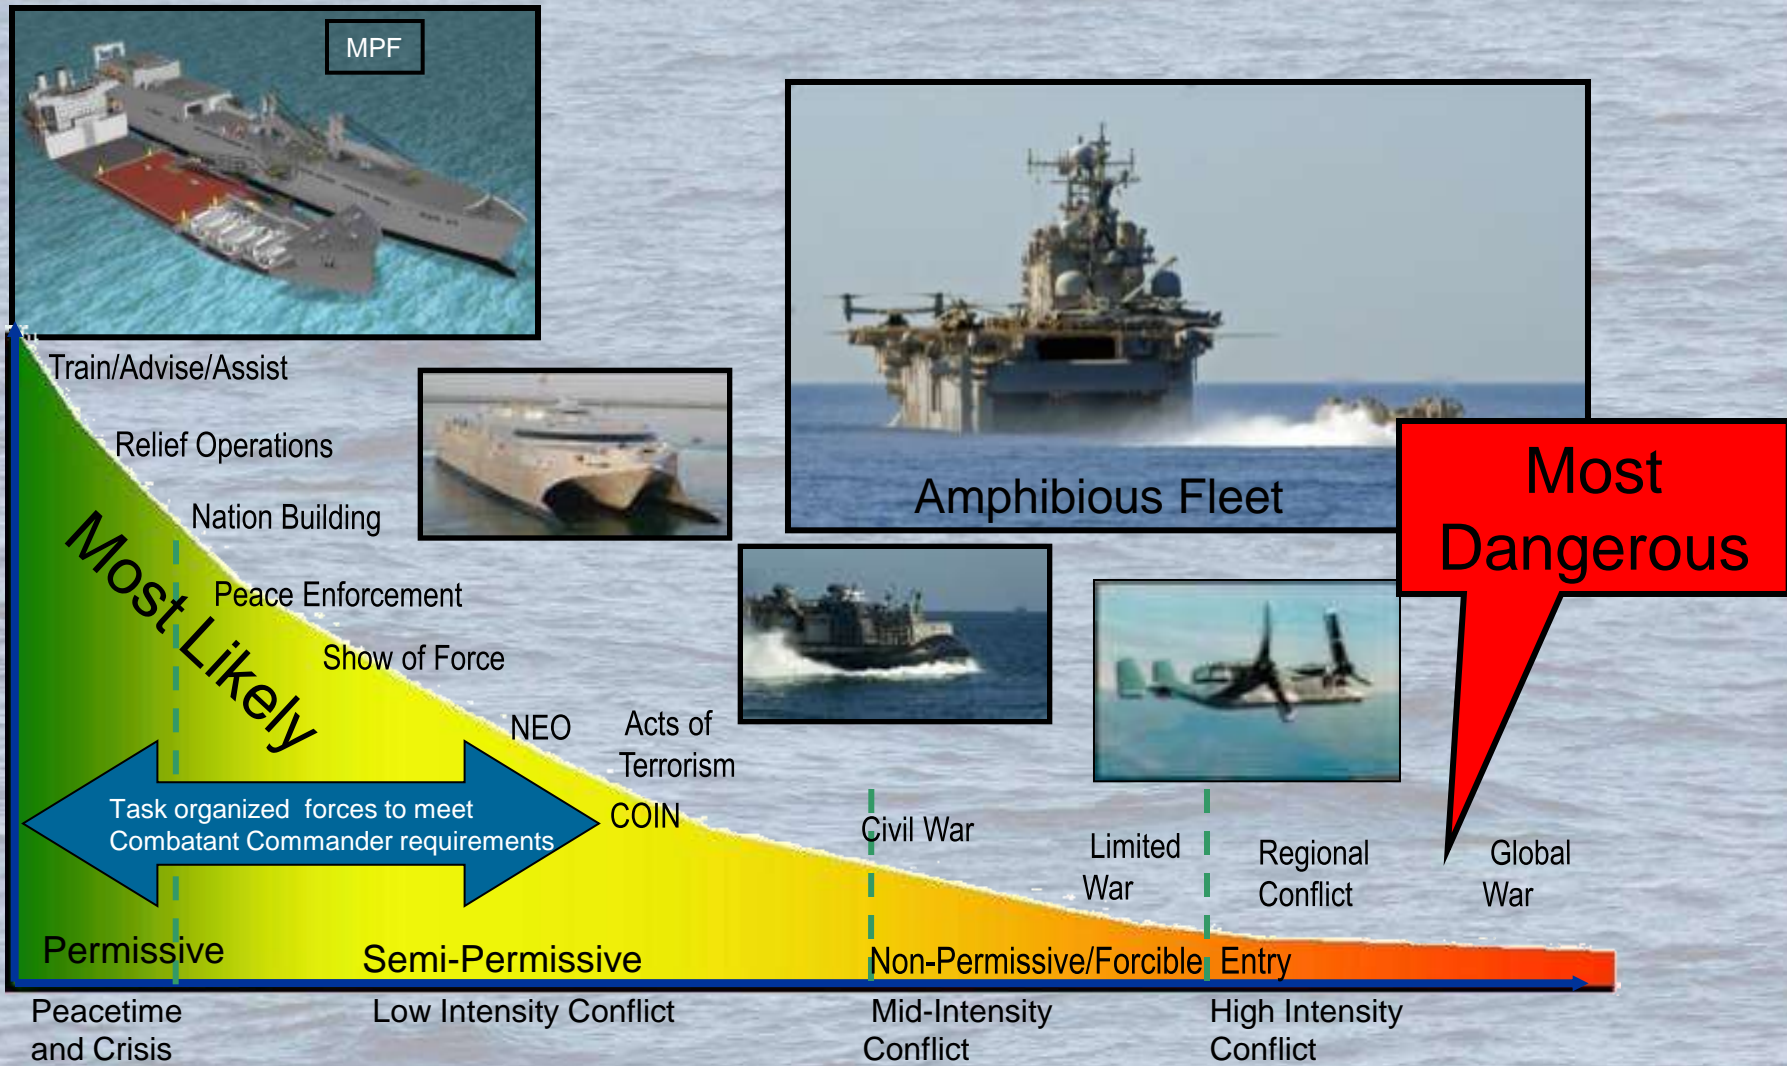 MPF
Amphibious Fleet
Most
Dangerous
Train/Advise/Assist
Relief Operations
Nation Building
Peace Enforcement
Show of Force
NEO
Acts of
Terrorism
COIN
Civil War
Limited
War
Regional
Conflict
Global
War
Most Likely
Task organized forces to meet
Combatant Commander requirements
Permissive
Semi-Permissive
Non-Permissive/Forcible Entry
Peacetime
and Crisis
Low Intensity Conflict
Mid-Intensity
Conflict
High Intensity
Conflict